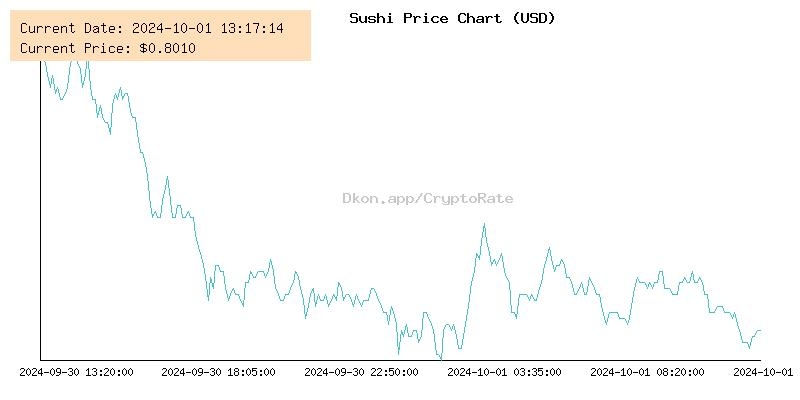 Sushi Price Chart (USD)
Current Date: 2024-10-01 13:17:14
Current Price: $0.8010
Dkon.app/CryptoRate
2024-09-30 13:20:00 2024-09-30 18:05:00 2024-09-30 22:50:00 2024-10-01 03:35:00 2024-10-01 08:20:00 2024-10-01